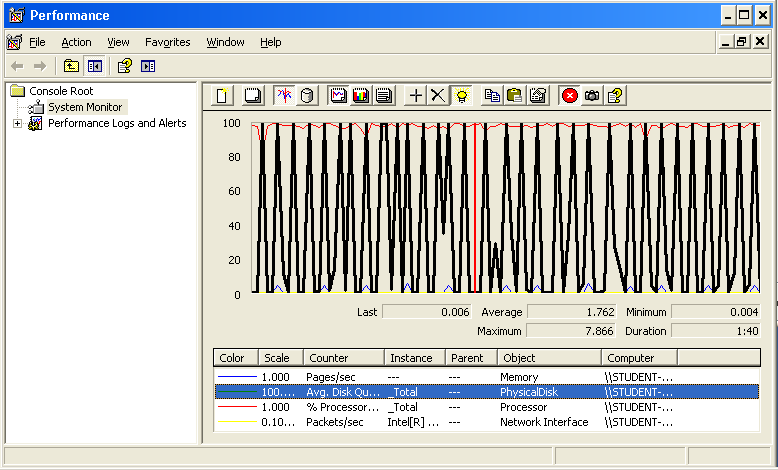 Performance
File Action View Favorites Window Help
Console Root
System Monitor
Performance Logs and Alerts
100
80
60
40
20
0
Last 0.006 Average 1.762 Minimum 0.004
Maximum 7.866 Duration 1:40
Color Scale Counter Instance Parent Object Computer
1.000 Pages/sec --- --- Memory \\STUDENT-...
100.... Avg. Disk Qu... _Total --- PhysicalDisk \\STUDENT-...
1.000 % Processor... _Total --- Processor \\STUDENT-...
0.10... Packets/sec Intel[R] ... --- Network Interface \\STUDENT-...